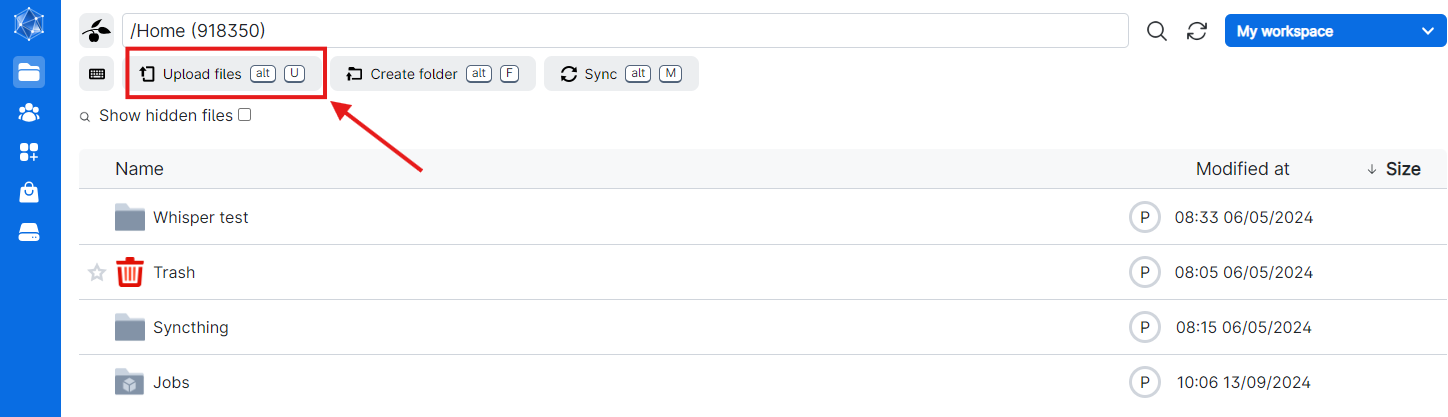 /Home (918350)
My workspace
Upload files alt U Create folder alt F Sync alt M
Show hidden files
Name Modified at Size
Whisper test P 08:33 06/05/2024
Trash P 08:05 06/05/2024
Syncthing P 08:15 06/05/2024
Jobs P 10:06 13/09/2024